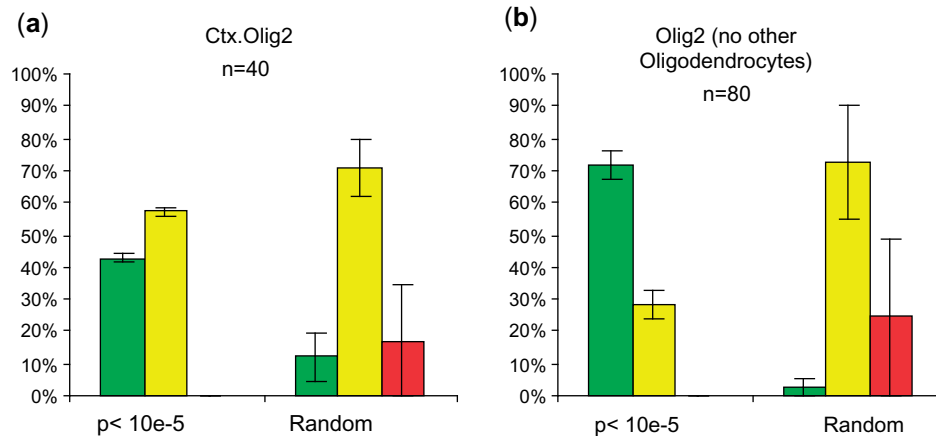 (a)
Ctx.Olig2
n=40
100%
90%
80%
70%
60%
50%
40%
30%
20%
10%
0%
p< 10e-5
Random
(b)
Olig2 (no other
Oligodendrocytes)
n=80
100%
90%
80%
70%
60%
50%
40%
30%
20%
10%
0%
p< 10e-5
Random